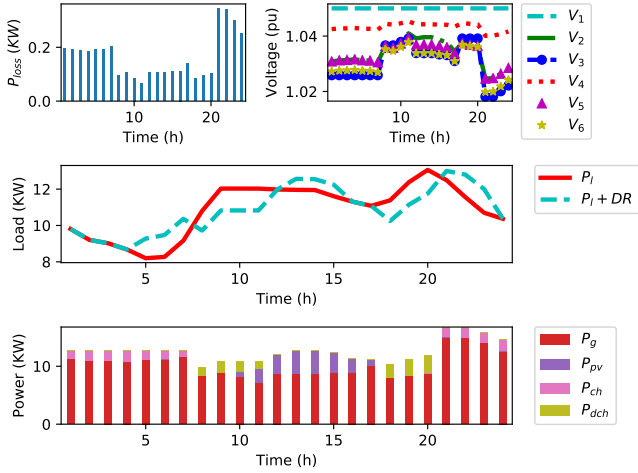 P_loss (KW)
0.2
0.0
10
20
Time (h)
Voltage (pu)
1.04
1.02
10
20
Time (h)
V_1
V_2
V_3
V_4
V_5
V_6
Load (KW)
12
10
8
5
10
15
20
Time (h)
P_l
P_l + DR
Power (KW)
10
0
5
10
15
20
Time (h)
P_g
P_pv
P_ch
P_dch